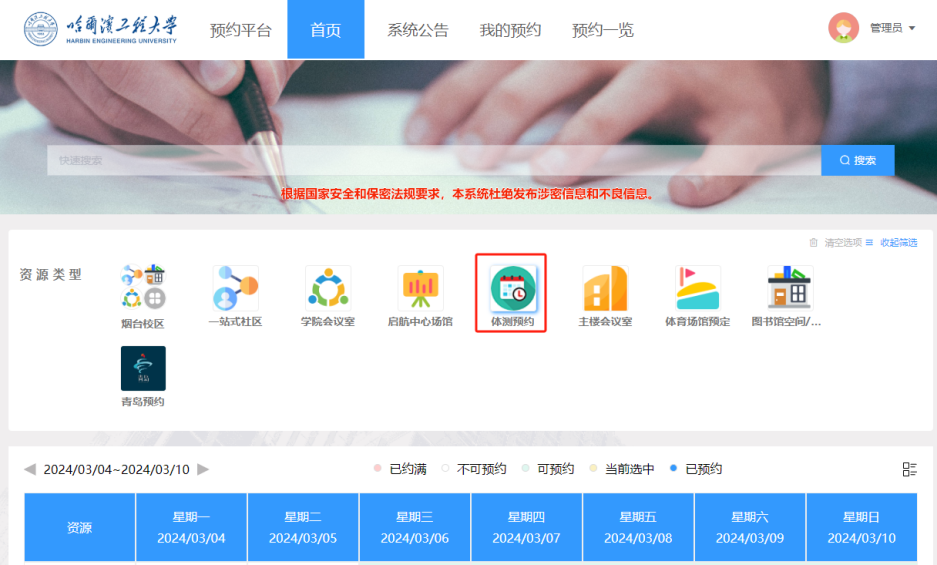 哈尔滨工程大学
HARBIN ENGINEERING UNIVERSITY
预约平台 首页 系统公告 我的预约 预约一览 管理员
快速搜索 搜索
根据国家安全和保密法规要求，本系统杜绝发布涉密信息和不良信息。
清空选项 收起筛选
资源类型
烟台校区 一站式社区 学院会议室 启航中心场馆 体测预约 主楼会议室 体育场馆预定 图书馆空间/...
青岛
青岛预约
2024/03/04~2024/03/10 已约满 不可预约 可预约 当前选中 已预约
资源 星期一 星期二 星期三 星期四 星期五 星期六 星期日
2024/03/04 2024/03/05 2024/03/06 2024/03/07 2024/03/08 2024/03/09 2024/03/10